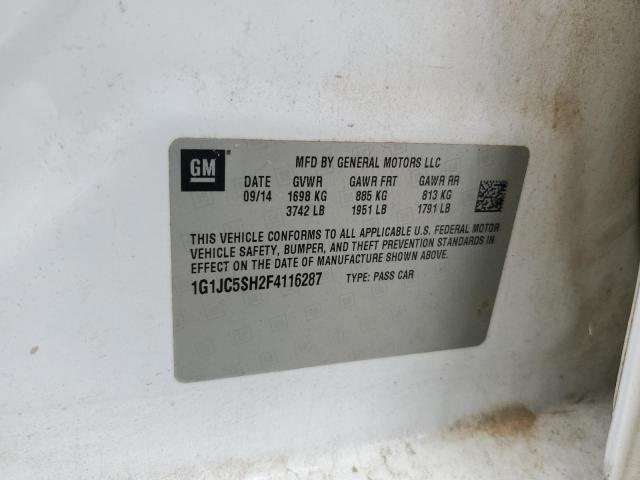 GM MFD BY GENERAL MOTORS LLC
DATE GVWR GAWR FRT GAWR RR
09/14 1698 KG 885 KG 813 KG
3742 LB 1951 LB 1791 LB
THIS VEHICLE CONFORMS TO ALL APPLICABLE U.S. FEDERAL MOTOR
VEHICLE SAFETY, BUMPER, AND THEFT PREVENTION STANDARDS IN
EFFECT ON THE DATE OF MANUFACTURE SHOWN ABOVE.
1G1JC5SH2F4116287 TYPE: PASS CAR